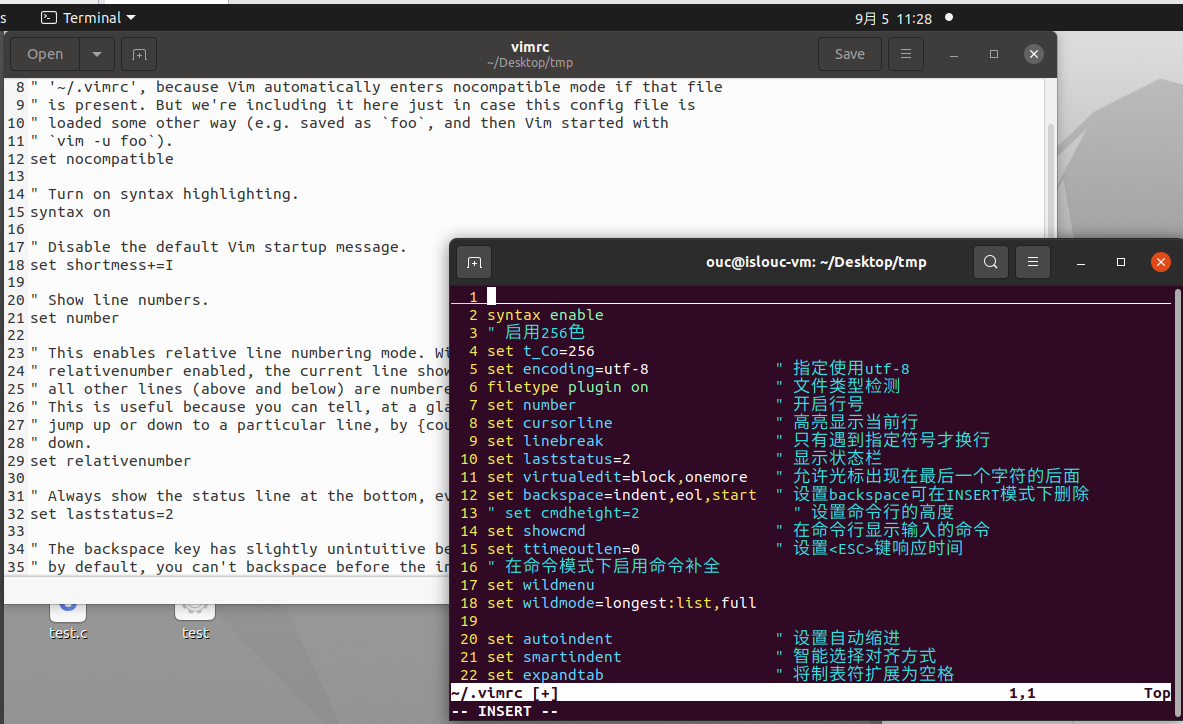 s Terminal 9月 5 11:28
Open vimrc Save
~/Desktop/tmp
8 " '~/.vimrc', because Vim automatically enters nocompatible mode if that file
9 " is present. But we're including it here just in case this config file is
10 " loaded some other way (e.g. saved as `foo`, and then Vim started with
11 " `vim -u foo`).
12 set nocompatible
13
14 " Turn on syntax highlighting.
15 syntax on
16
17 " Disable the default Vim startup message.
18 set shortmess+=I
19
20 " Show line numbers.
21 set number
22
23 " This enables relative line numbering mode. Wi
24 " relativenumber enabled, the current line show
25 " all other lines (above and below) are numbere
26 " This is useful because you can tell, at a gla
27 " jump up or down to a particular line, by {cou
28 " down.
29 set relativenumber
30
31 " Always show the status line at the bottom, ev
32 set laststatus=2
33
34 " The backspace key has slightly unintuitive be
35 " by default, you can't backspace before the in
test.c
test
ouc@islouc-vm: ~/Desktop/tmp
1
2 syntax enable
3 " 启用256色
4 set t_Co=256
5 set encoding=utf-8 " 指定使用utf-8
6 filetype plugin on " 文件类型检测
7 set number " 开启行号
8 set cursorline " 高亮显示当前行
9 set linebreak " 只有遇到指定符号才换行
10 set laststatus=2 " 显示状态栏
11 set virtualedit=block,onemore " 允许光标出现在最后一个字符的后面
12 set backspace=indent,eol,start " 设置backspace可在INSERT模式下删除
13 " set cmdheight=2 " 设置命令行的高度
14 set showcmd " 在命令行显示输入的命令
15 set ttimeoutlen=0 " 设置<ESC>键响应时间
16 " 在命令模式下启用命令补全
17 set wildmenu
18 set wildmode=longest:list,full
19
20 set autoindent " 设置自动缩进
21 set smartindent " 智能选择对齐方式
22 set expandtab " 将制表符扩展为空格
~/.vimrc [+] 1,1 Top
-- INSERT --